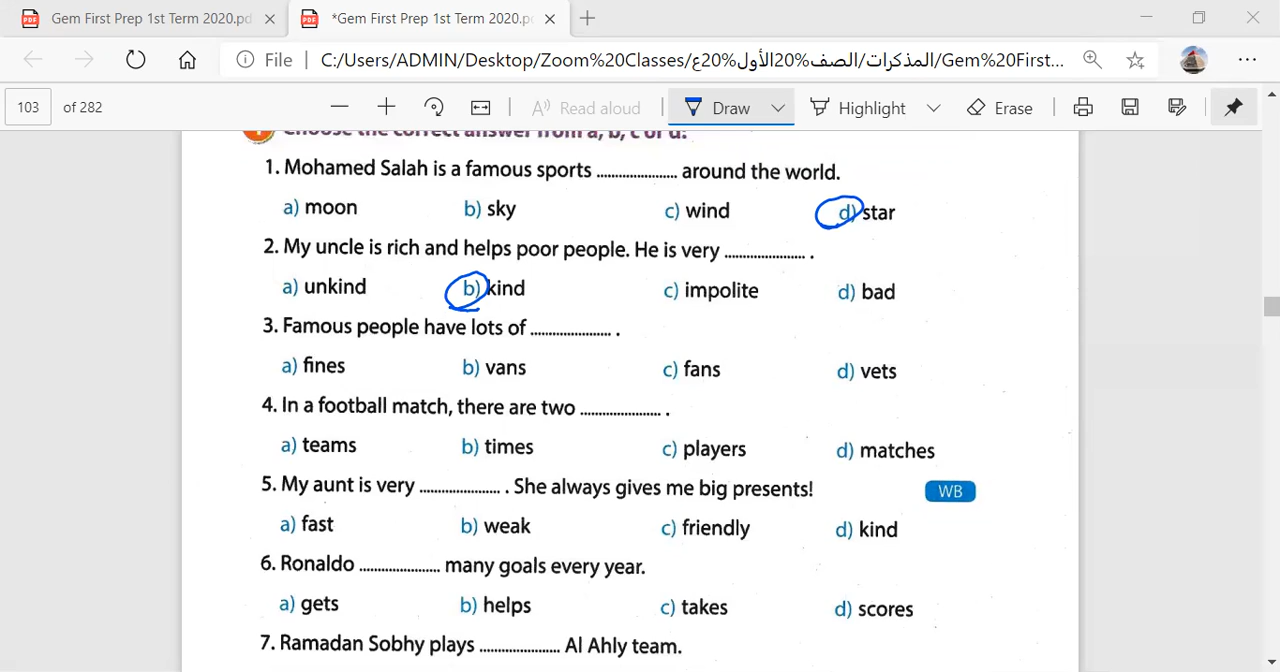 Gem First Prep 1st Term 2020.pd
*Gem First Prep 1st Term 2020.p
File C:/Users/ADMIN/Desktop/Zoom%20Classes/المذكرات/الصف%20الأول%20ع/Gem%20First...
103 of 282 Read aloud Draw Highlight Erase
Choose the correct answer from a, b, c or d:
1. Mohamed Salah is a famous sports .................... around the world.
a) moon b) sky c) wind d) star
2. My uncle is rich and helps poor people. He is very .................... .
a) unkind b) kind c) impolite d) bad
3. Famous people have lots of .................... .
a) fines b) vans c) fans d) vets
4. In a football match, there are two .................... .
a) teams b) times c) players d) matches
5. My aunt is very .................... . She always gives me big presents! WB
a) fast b) weak c) friendly d) kind
6. Ronaldo .................... many goals every year.
a) gets b) helps c) takes d) scores
7. Ramadan Sobhy plays .................... Al Ahly team.